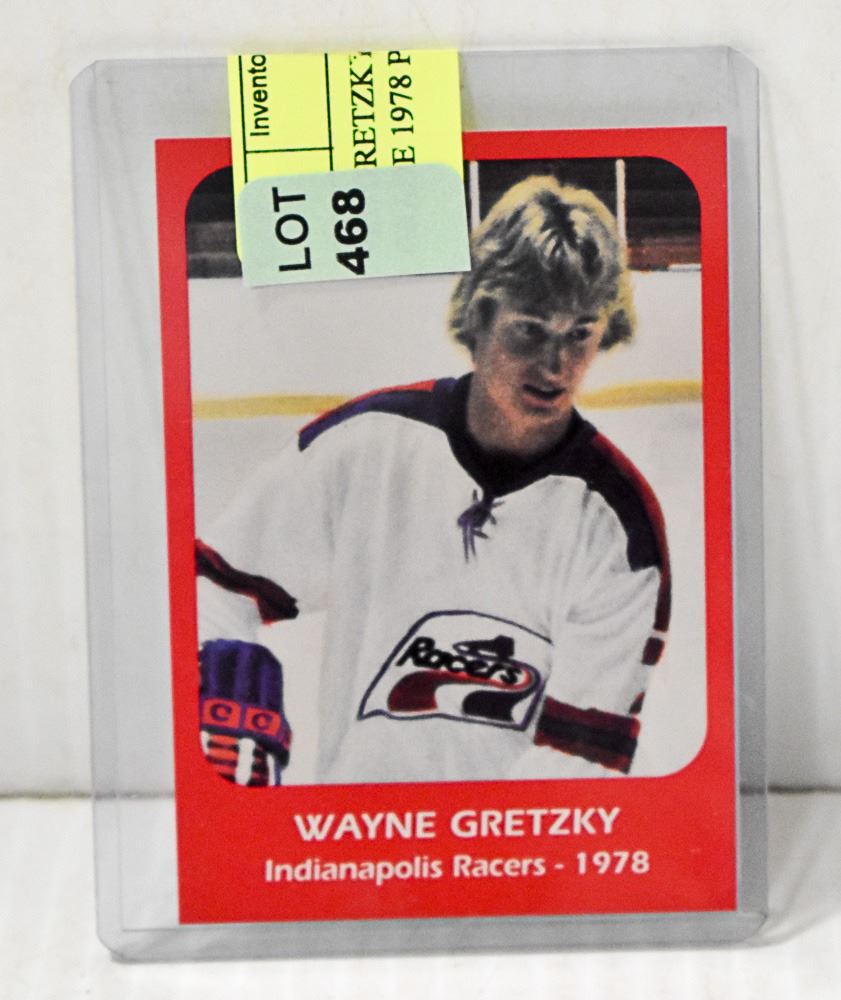 Invento
RETZKY
E 1978 P
LOT
468
Racers
C C
WAYNE GRETZKY
Indianapolis Racers - 1978